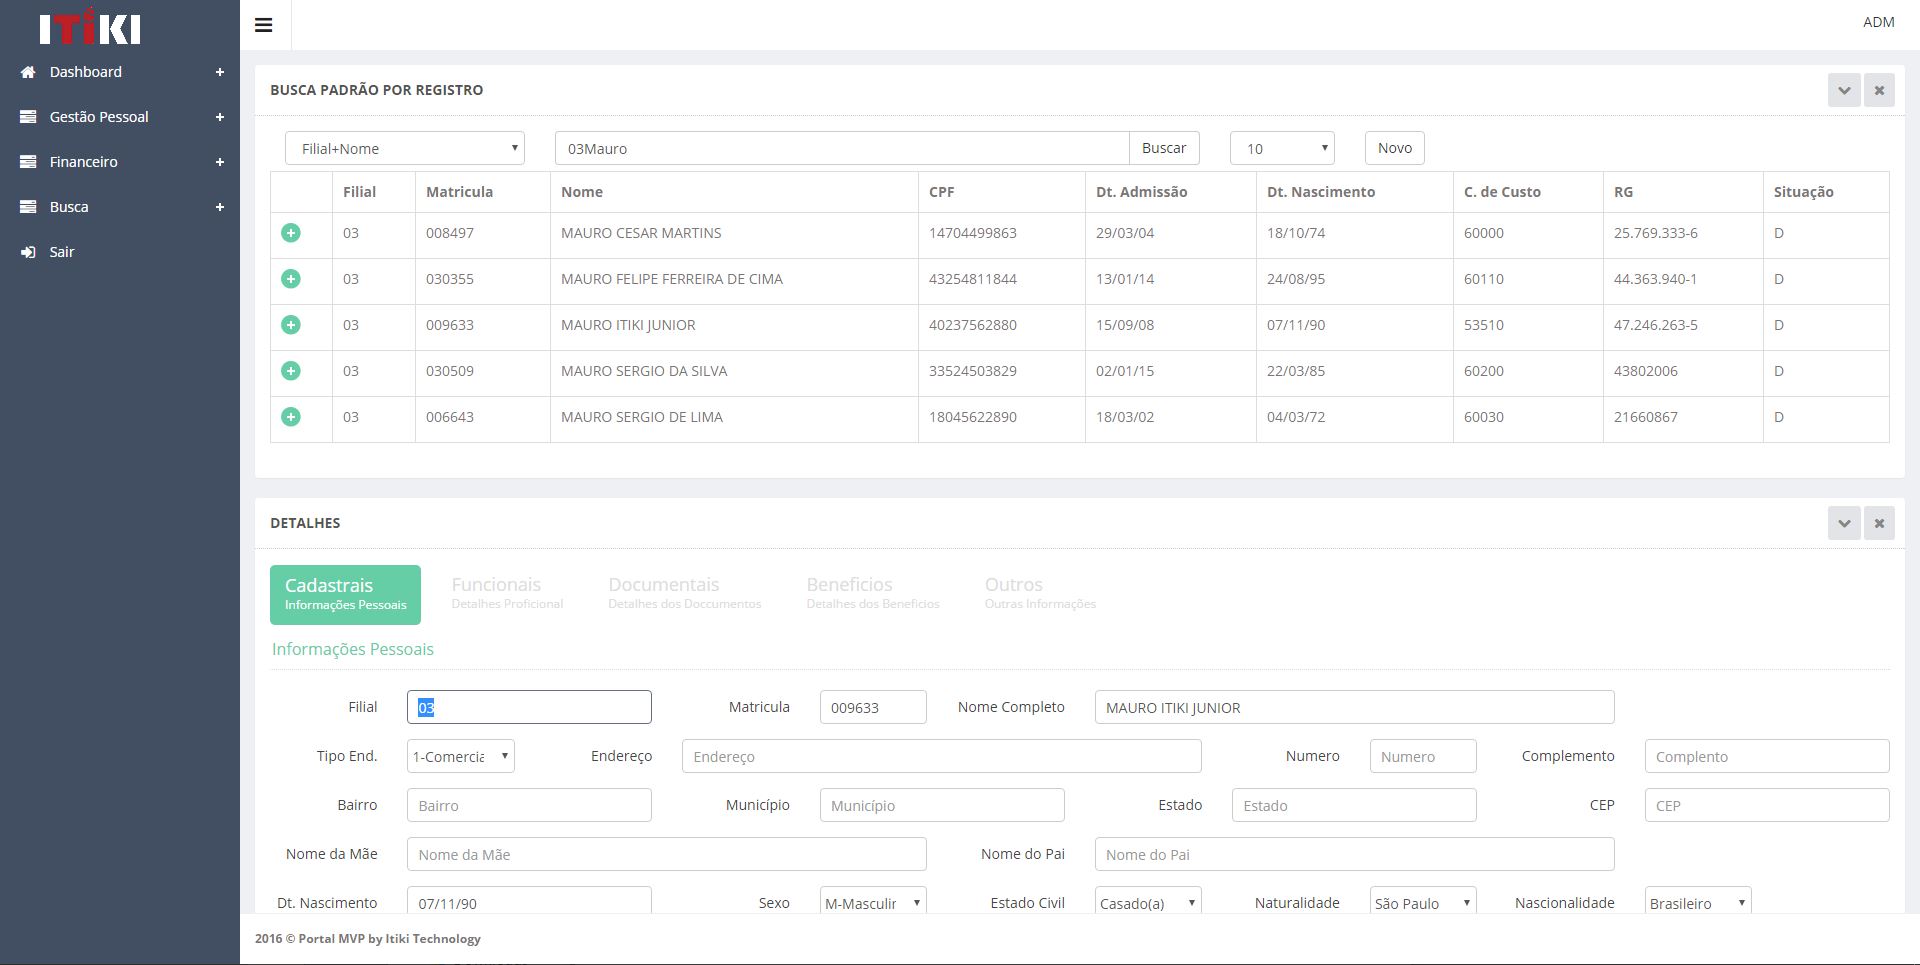 ITIKI
ADM
Dashboard
Gestão Pessoal
Financeiro
Busca
Sair
BUSCA PADRÃO POR REGISTRO
Filial+Nome 03Mauro Buscar 10 Novo
Filial Matricula Nome CPF Dt. Admissão Dt. Nascimento C. de Custo RG Situação
03 008497 MAURO CESAR MARTINS 14704499863 29/03/04 18/10/74 60000 25.769.333-6 D
03 030355 MAURO FELIPE FERREIRA DE CIMA 43254811844 13/01/14 24/08/95 60110 44.363.940-1 D
03 009633 MAURO ITIKI JUNIOR 40237562880 15/09/08 07/11/90 53510 47.246.263-5 D
03 030509 MAURO SERGIO DA SILVA 33524503829 02/01/15 22/03/85 60200 43802006 D
03 006643 MAURO SERGIO DE LIMA 18045622890 18/03/02 04/03/72 60030 21660867 D
DETALHES
Cadastrais
Informações Pessoais
Funcionais
Detalhes Proficional
Documentais
Detalhes dos Doccumentos
Beneficios
Detalhes dos Beneficios
Outros
Outras Informações
Informações Pessoais
Filial 03 Matricula 009633 Nome Completo MAURO ITIKI JUNIOR
Tipo End. 1-Comercia Endereço Endereço Numero Numero Complemento Complento
Bairro Bairro Município Município Estado Estado CEP CEP
Nome da Mãe Nome da Mãe Nome do Pai Nome do Pai
Dt. Nascimento 07/11/90 Sexo M-Masculin Estado Civil Casado(a) Naturalidade São Paulo Nascionalidade Brasileiro
2016 © Portal MVP by Itiki Technology